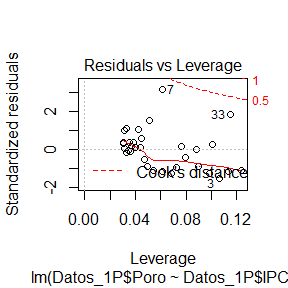 Residuals vs Leverage
Standardized residuals
2
0
-2
1
0.5
7
33
3
Cook's distance
0.00
0.04
0.08
0.12
Leverage
lm(Datos_1P$Poro ~ Datos_1P$IPC